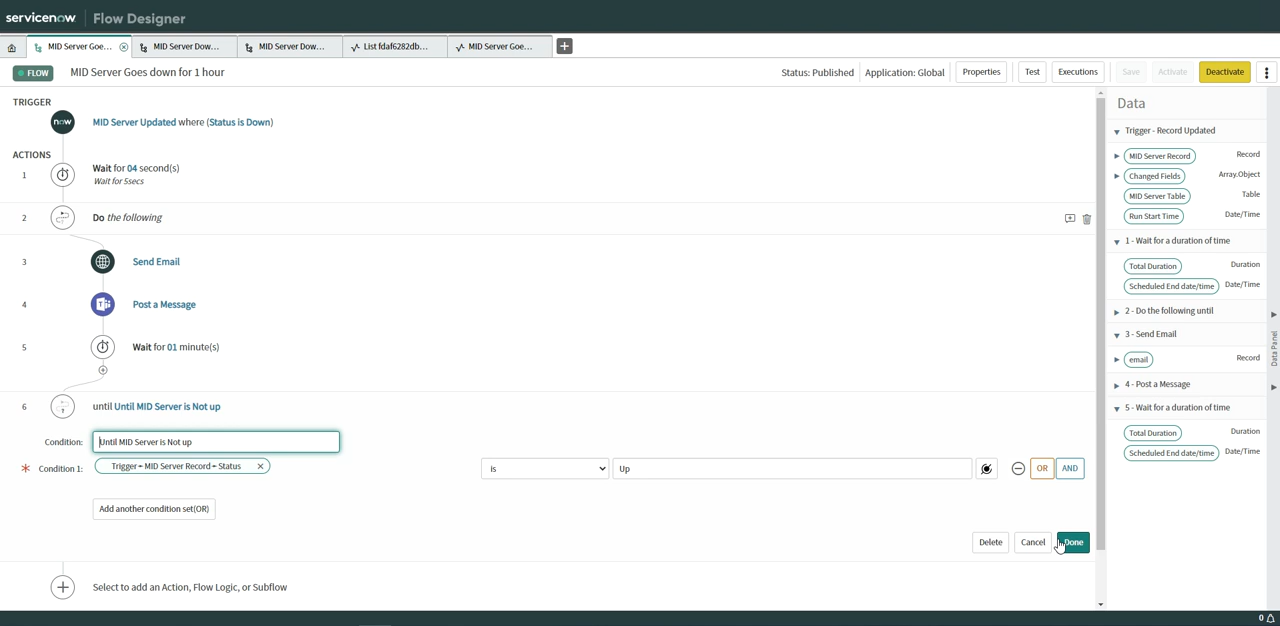 servicenow Flow Designer
MID Server Goe... MID Server Dow... MID Server Dow... List fdaf6282db... MID Server Goe...
FLOW MID Server Goes down for 1 hour Status: Published Application: Global Properties Test Executions Save Activate Deactivate
TRIGGER
now MID Server Updated where (Status is Down)
ACTIONS
1 Wait for 04 second(s)
Wait for 5secs
2 Do the following
3 Send Email
4 Post a Message
5 Wait for 01 minute(s)
6 until Until MID Server is Not up
Condition: Until MID Server is Not up
* Condition 1: Trigger - MID Server Record - Status is Up OR AND
Add another condition set(OR)
Delete Cancel Done
Select to add an Action, Flow Logic, or Subflow
Data
Trigger - Record Updated
MID Server Record Record
Changed Fields Array.Object
MID Server Table Table
Run Start Time Date/Time
1 - Wait for a duration of time
Total Duration Duration
Scheduled End date/time Date/Time
2 - Do the following until
3 - Send Email
email Record
4 - Post a Message
5 - Wait for a duration of time
Total Duration Duration
Scheduled End date/time Date/Time
Data Panel
0